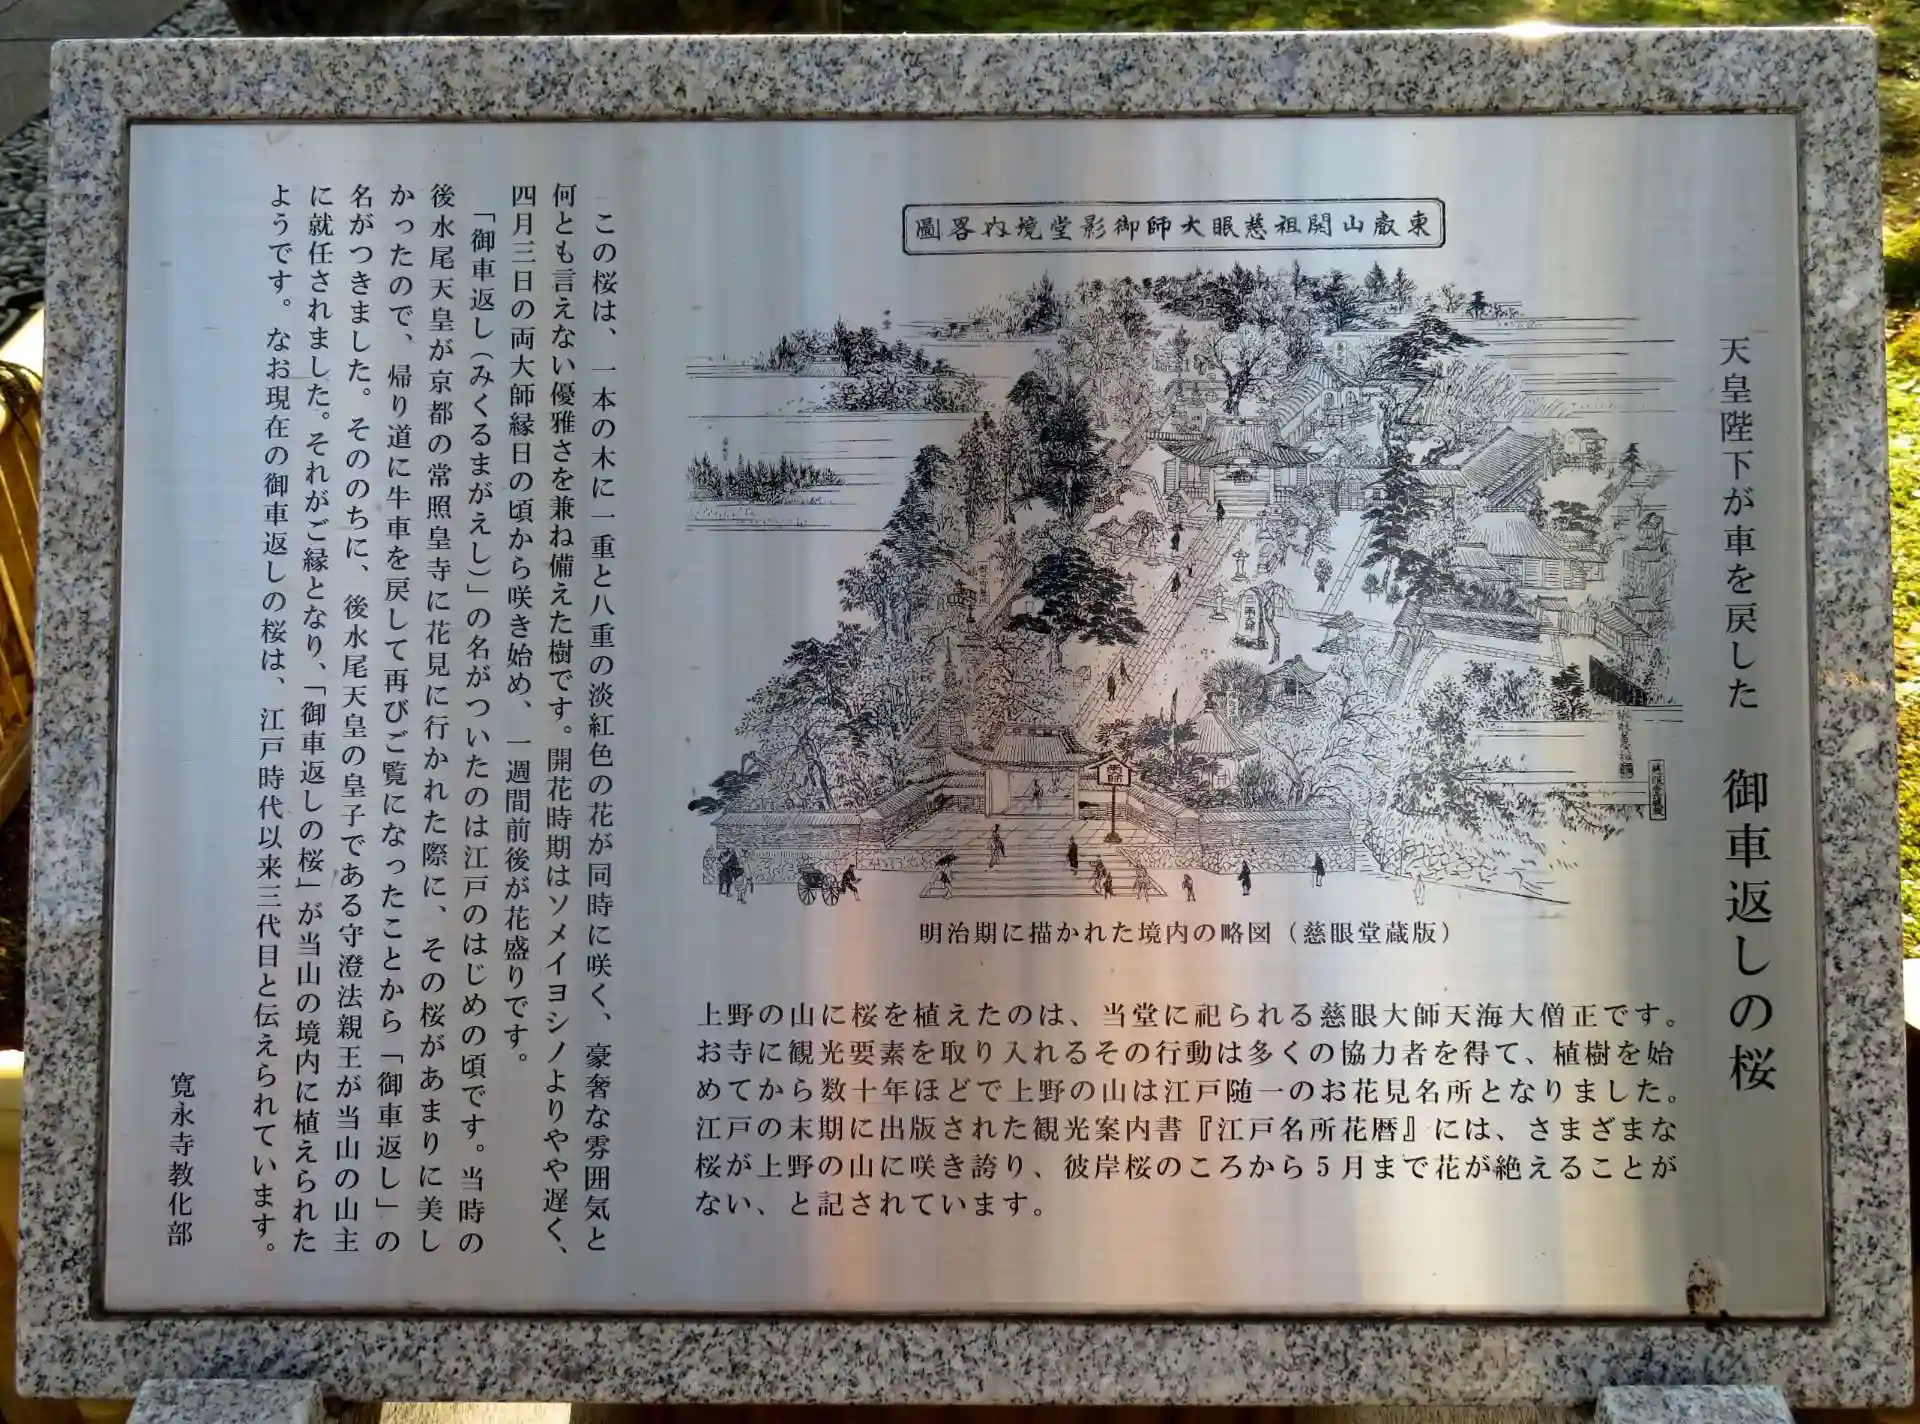 天皇陛下が車を戻した　御車返しの桜
東叡山開祖慈眼大師御影堂境内畧圖
明治期に描かれた境内の略図（慈眼堂蔵版）
上野の山に桜を植えたのは、当堂に祀られる慈眼大師天海大僧正です。
お寺に観光要素を取り入れるその行動は多くの協力者を得て、植樹を始
めてから数十年ほどで上野の山は江戸随一のお花見名所となりました。
江戸の末期に出版された観光案内書『江戸名所花暦』には、さまざまな
桜が上野の山に咲き誇り、彼岸桜のころから５月まで花が絶えることが
ない、と記されています。
この桜は、一本の木に一重と八重の淡紅色の花が同時に咲く、豪奢な雰囲気と
何とも言えない優雅さを兼ね備えた樹です。開花時期はソメイヨシノよりやや遅く、
四月三日の両大師縁日の頃から咲き始め、一週間前後が花盛りです。
「御車返し（みくるまがえし）」の名がついたのは江戸のはじめの頃です。当時の
後水尾天皇が京都の常照皇寺に花見に行かれた際に、その桜があまりに美し
かったので、帰り道に牛車を戻して再びご覧になったことから「御車返し」の
名がつきました。そののちに、後水尾天皇の皇子である守澄法親王が当山の山主
に就任されました。それがご縁となり、「御車返しの桜」が当山の境内に植えられた
ようです。なお現在の御車返しの桜は、江戸時代以来三代目と伝えられています。
寛永寺教化部